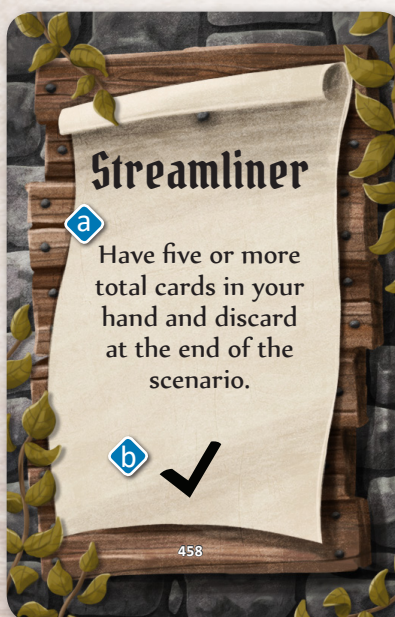 Streamliner
a
Have five or more
total cards in your
hand and discard
at the end of the
scenario.
b
458